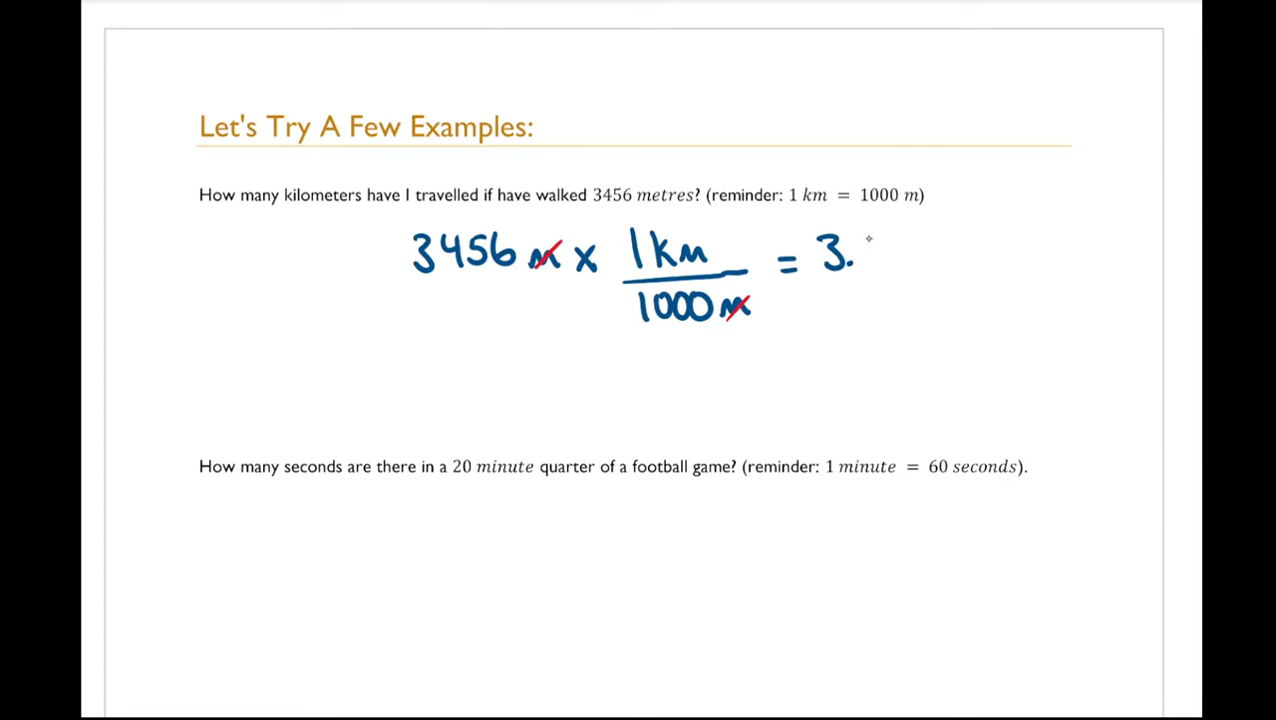 Let's Try A Few Examples:
How many kilometers have I travelled if have walked 3456 metres? (reminder: 1 km = 1000 m)
3456 m x 1 km / 1000 m = 3.
How many seconds are there in a 20 minute quarter of a football game? (reminder: 1 minute = 60 seconds).